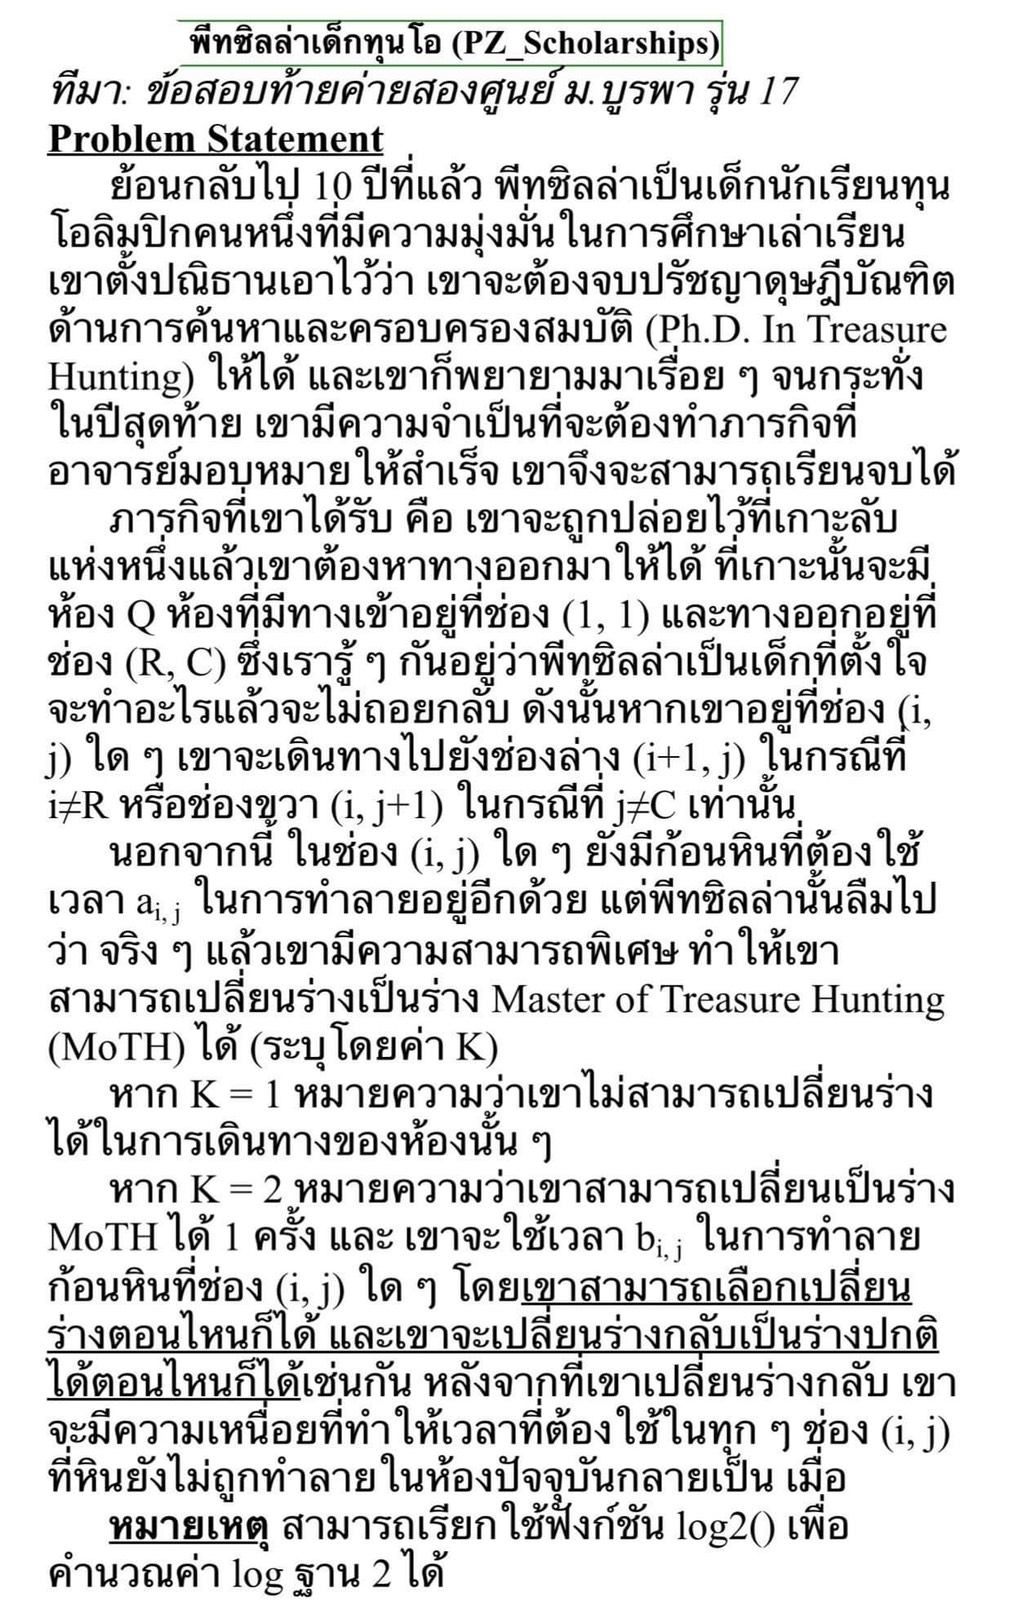 พีทซิลล่าเด็กทุนโอ (PZ_Scholarships)
ที่มา: ข้อสอบท้ายค่ายสองศูนย์ ม.บูรพา รุ่น 17
Problem Statement
ย้อนกลับไป 10 ปีที่แล้ว พีทซิลล่าเป็นเด็กนักเรียนทุน
โอลิมปิกคนหนึ่งที่มีความมุ่งมั่นในการศึกษาเล่าเรียน
เขาตั้งปณิธานเอาไว้ว่า เขาจะต้องจบปรัชญาดุษฎีบัณฑิต
ด้านการค้นหาและครอบครองสมบัติ (Ph.D. In Treasure
Hunting) ให้ได้ และเขาก็พยายามมาเรื่อย ๆ จนกระทั่ง
ในปีสุดท้าย เขามีความจำเป็นที่จะต้องทำภารกิจที่
อาจารย์มอบหมายให้สำเร็จ เขาจึงจะสามารถเรียนจบได้
ภารกิจที่เขาได้รับ คือ เขาจะถูกปล่อยไว้ที่เกาะลับ
แห่งหนึ่งแล้วเขาต้องหาทางออกมาให้ได้ ที่เกาะนั้นจะมี
ห้อง Q ห้องที่มีทางเข้าอยู่ที่ช่อง (1, 1) และทางออกอยู่ที่
ช่อง (R, C) ซึ่งเรารู้ ๆ กันอยู่ว่าพีทซิลล่าเป็นเด็กที่ตั้งใจ
จะทำอะไรแล้วจะไม่ถอยกลับ ดังนั้นหากเขาอยู่ที่ช่อง (i,
j) ใด ๆ เขาจะเดินทางไปยังช่องล่าง (i+1, j) ในกรณีที่
i≠R หรือช่องขวา (i, j+1) ในกรณีที่ j≠C เท่านั้น
นอกจากนี้ ในช่อง (i, j) ใด ๆ ยังมีก้อนหินที่ต้องใช้
เวลา ai, j ในการทำลายอยู่อีกด้วย แต่พีทซิลล่านั้นลืมไป
ว่า จริง ๆ แล้วเขามีความสามารถพิเศษ ทำให้เขา
สามารถเปลี่ยนร่างเป็นร่าง Master of Treasure Hunting
(MoTH) ได้ (ระบุโดยค่า K)
หาก K = 1 หมายความว่าเขาไม่สามารถเปลี่ยนร่าง
ได้ในการเดินทางของห้องนั้น ๆ
หาก K = 2 หมายความว่าเขาสามารถเปลี่ยนเป็นร่าง
MoTH ได้ 1 ครั้ง และ เขาจะใช้เวลา bi, j ในการทำลาย
ก้อนหินที่ช่อง (i, j) ใด ๆ โดยเขาสามารถเลือกเปลี่ยน
ร่างตอนไหนก็ได้ และเขาจะเปลี่ยนร่างกลับเป็นร่างปกติ
ได้ตอนไหนก็ได้เช่นกัน หลังจากที่เขาเปลี่ยนร่างกลับ เขา
จะมีความเหนื่อยที่ทำให้เวลาที่ต้องใช้ในทุก ๆ ช่อง (i, j)
ที่หินยังไม่ถูกทำลายในห้องปัจจุบันกลายเป็น เมื่อ
หมายเหตุ สามารถเรียกใช้ฟังก์ชัน log2() เพื่อ
คำนวณค่า log ฐาน 2 ได้